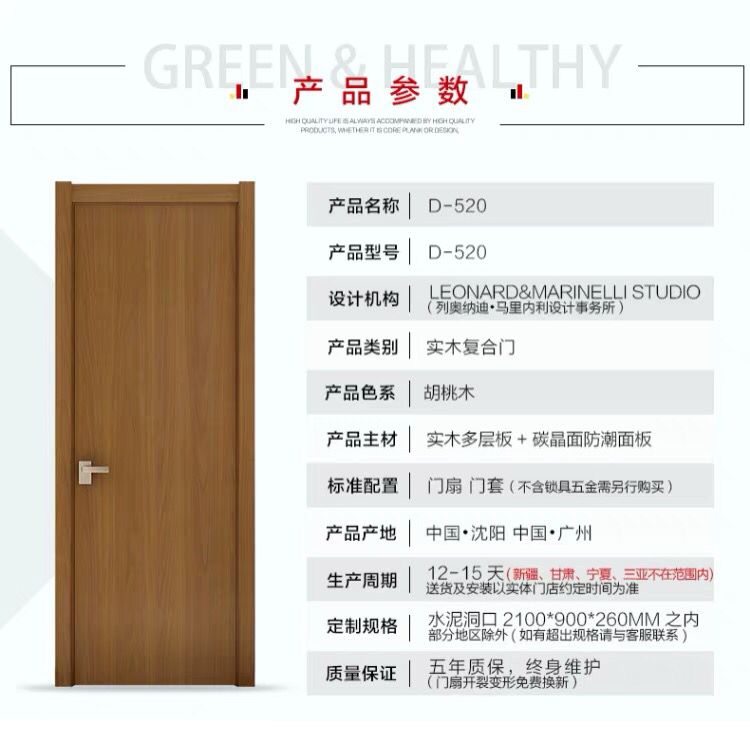 GREEN & HEALTHY
产品参数
HIGH QUALITY LIFE IS ALWAYS ACCOMPANIED BY HIGH QUALITY
PRODUCTS, WHETHER IT IS CORE PLANK OR DESIGN,
产品名称 D-520
产品型号 D-520
设计机构 LEONARD&MARINELLI STUDIO
(列奥纳迪•马里内利设计事务所)
产品类别 实木复合门
产品色系 胡桃木
产品主材 实木多层板 + 碳晶面防潮面板
标准配置 门扇 门套 (不含锁具五金需另行购买)
产品产地 中国•沈阳 中国•广州
生产周期 12-15 天 (新疆、甘肃、宁夏、三亚不在范围内)
送货及安装以实体门店约定时间为准
定制规格 水泥洞口 2100*900*260MM 之内
部分地区除外 (如有超出规格请与客服联系)
质量保证 五年质保，终身维护
(门扇开裂变形免费换新)